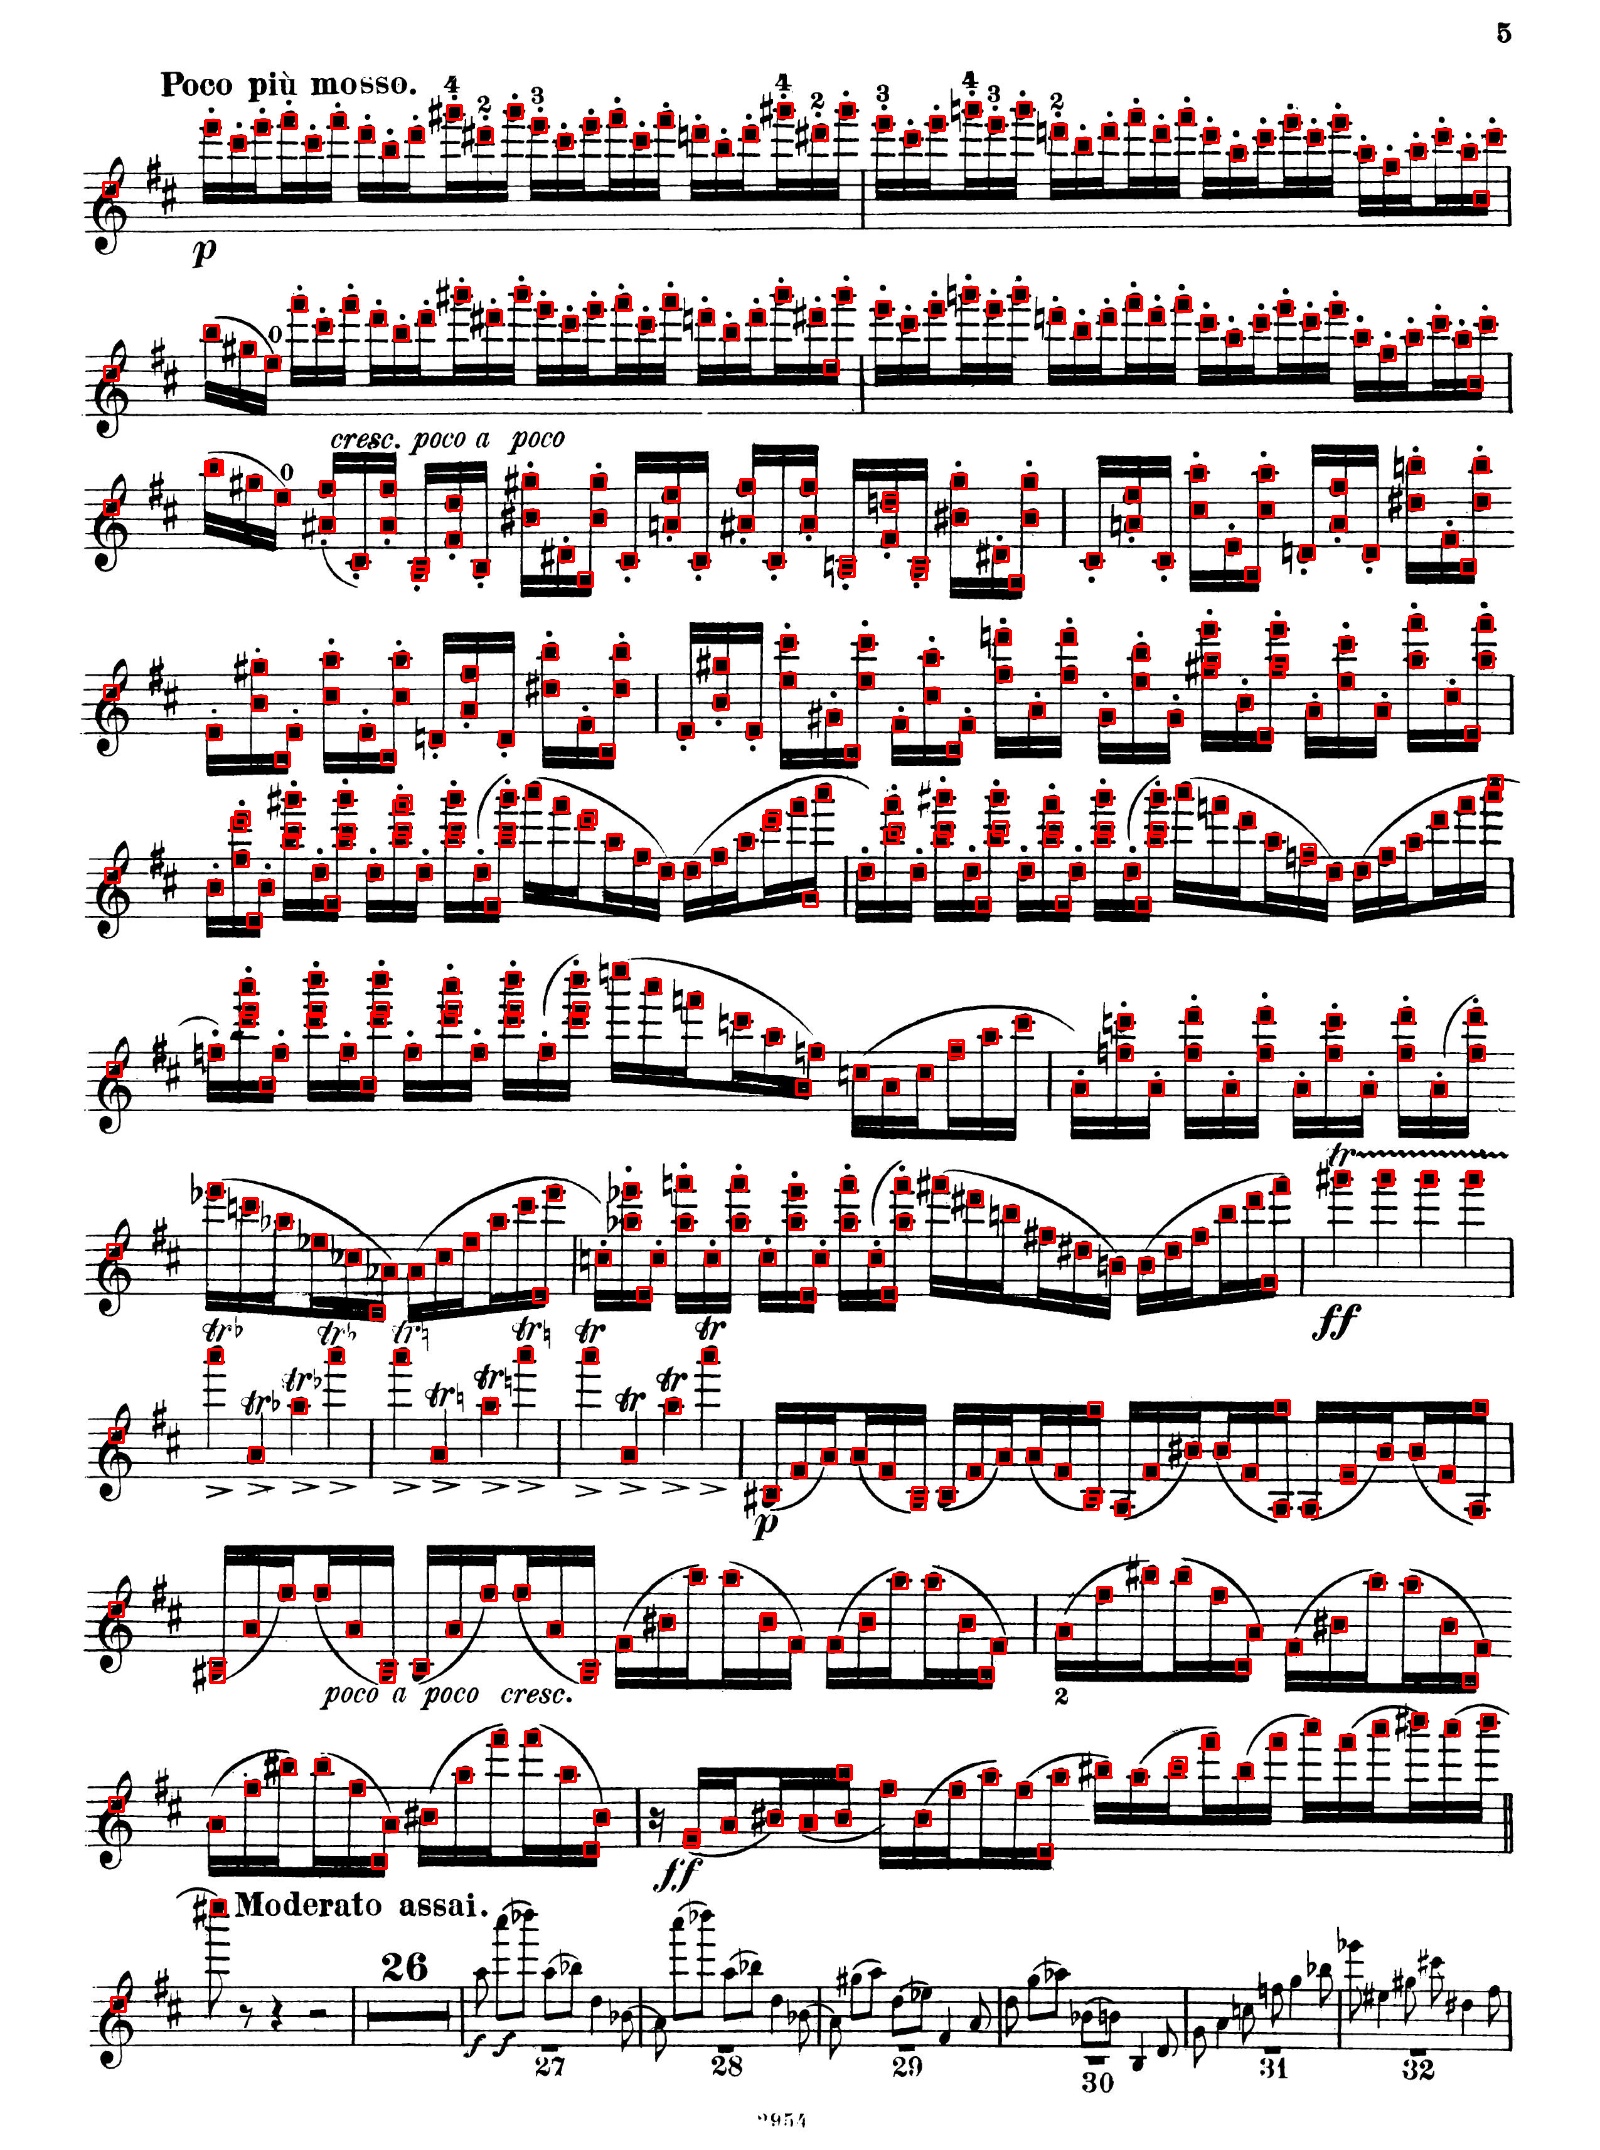 5
Poco più mosso.
4 2 3 4 2 3 4 3 2
p
0
cresc. poco a poco
0
tr
ff
tr tr tr tr tr tr tr tr tr tr tr tr
p
poco a poco cresc.
2
ff
Moderato assai.
26
f f
27 28 29 30 31 32
2954